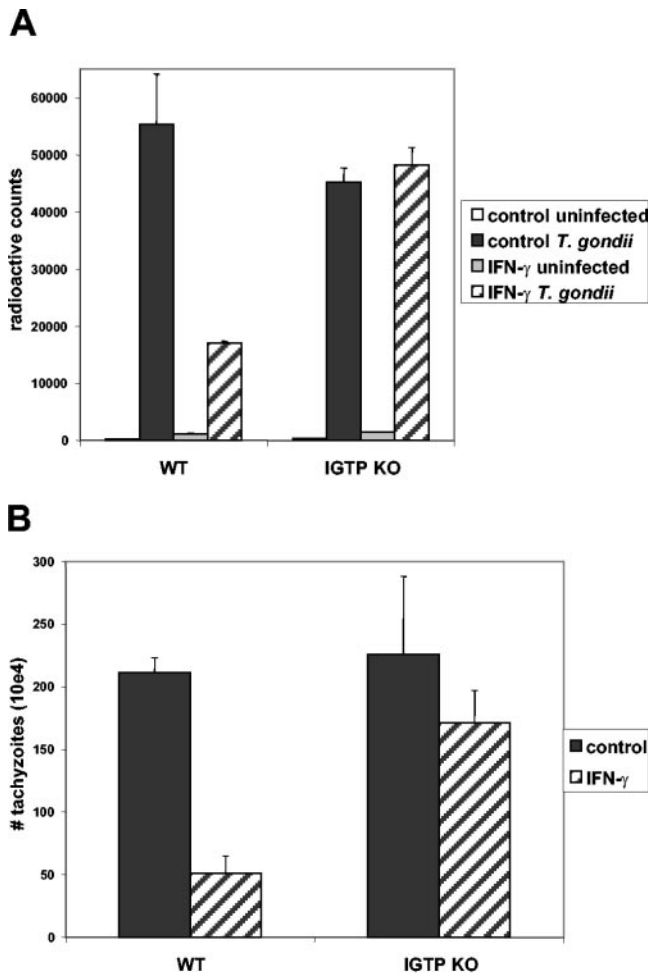 A
radioactive counts
60000
50000
40000
30000
20000
10000
0
WT
IGTP KO
control uninfected
control T. gondii
IFN-γ uninfected
IFN-γ T. gondii
B
# tachyzoites (10e4)
300
250
200
150
100
50
0
WT
IGTP KO
control
IFN-γ